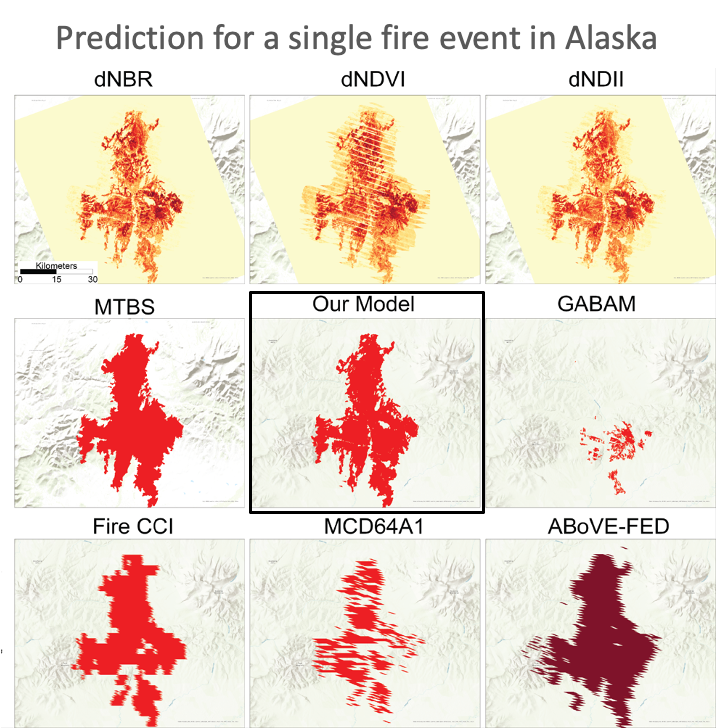 Prediction for a single fire event in Alaska
dNBR
dNDVI
dNDII
Kilometers
0 15 30
MTBS
Our Model
GABAM
Fire CCI
MCD64A1
ABoVE-FED